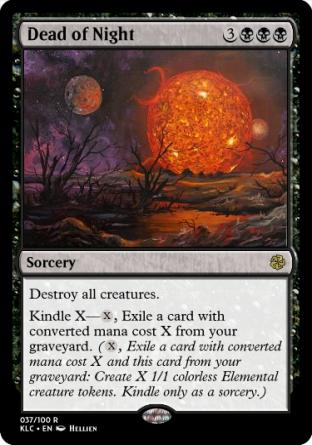 Dead of Night 3
Sorcery
Destroy all creatures.
Kindle X—X, Exile a card with
converted mana cost X from your
graveyard. (X, Exile a card with converted
mana cost X and this card from your
graveyard: Create X 1/1 colorless Elemental
creature tokens. Kindle only as a sorcery.)
037/100 R
KLC • EN HELLIEN